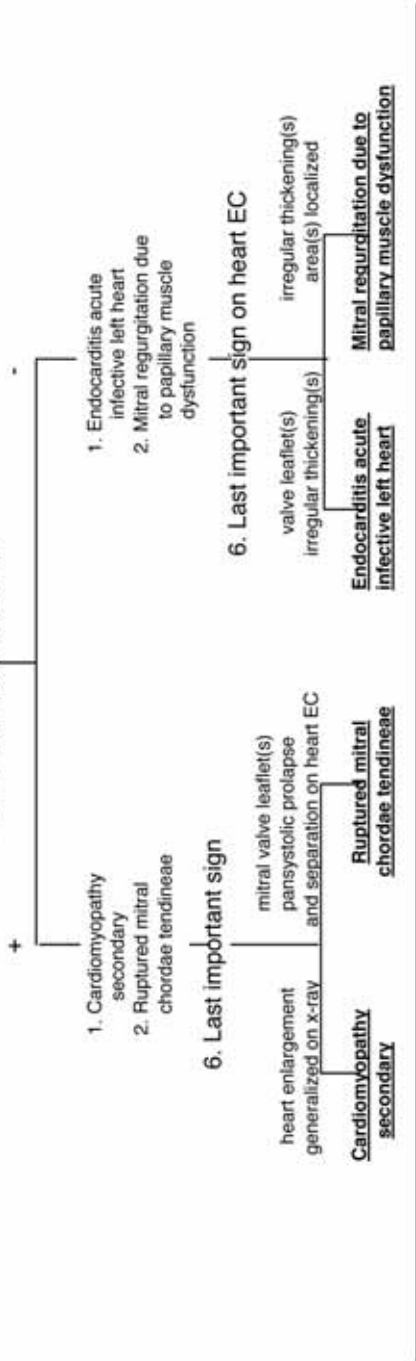 +
-
1. Cardiomyopathy
secondary
2. Ruptured mitral
chordae tendineae
1. Endocarditis acute
infective left heart
2. Mitral regurgitation due
to papillary muscle
dysfunction
6. Last important sign
6. Last important sign on heart EC
heart enlargement
generalized on x-ray
mitral valve leaflet(s)
pansystolic prolapse
and separation on heart EC
valve leaflet(s)
irregular thickening(s)
irregular thickening(s)
area(s) localized
Cardiomyopathy
secondary
Ruptured mitral
chordae tendineae
Endocarditis acute
infective left heart
Mitral regurgitation due to
papillary muscle dysfunction